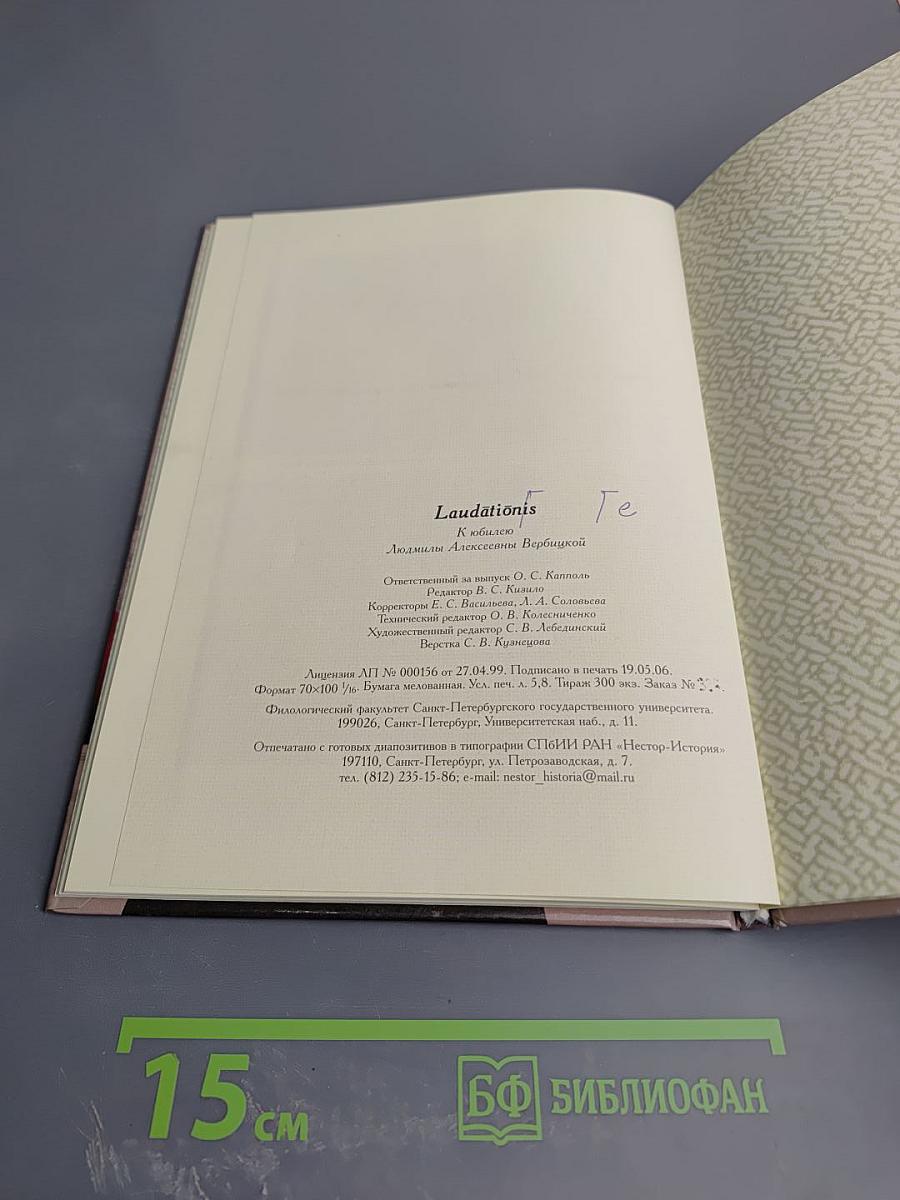 Laudātiōnis
Г Ге
К юбилею
Людмилы Алексеевны Вербицкой
Ответственный за выпуск О. С. Капполь
Редактор В. С. Кизило
Корректоры Е. С. Васильева, Л. А. Соловьева
Технический редактор О. В. Колесниченко
Художественный редактор С. В. Лебединский
Верстка С. В. Кузнецова
Лицензия ЛП № 000156 от 27.04.99. Подписано в печать 19.05.06.
Формат 70×100 1/16. Бумага мелованная. Усл. печ. л. 5,8. Тираж 300 экз. Заказ №
Филологический факультет Санкт-Петербургского государственного университета.
199026, Санкт-Петербург, Университетская наб., д. 11.
Отпечатано с готовых диапозитивов в типографии СПбИИ РАН «Нестор-История»
197110, Санкт-Петербург, ул. Петрозаводская, д. 7.
тел. (812) 235-15-86; e-mail: nestor_historia@mail.ru
15 см
БФ БИБЛИОФАН